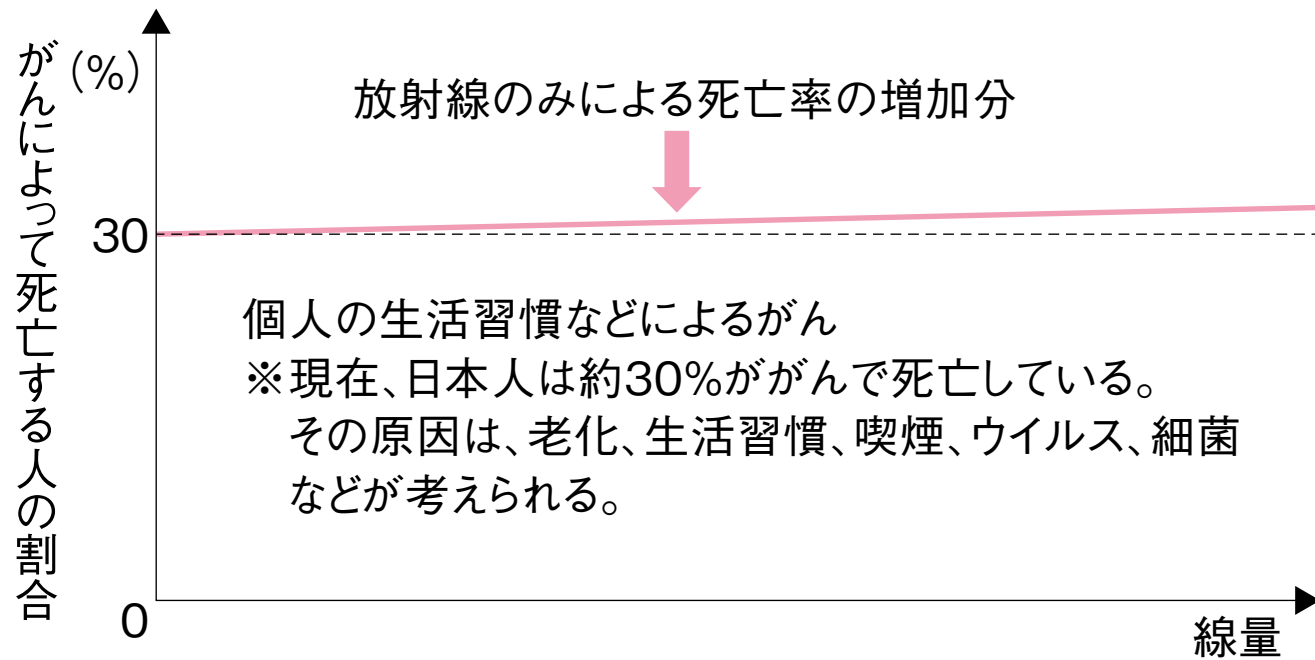 がんによって死亡する人の割合
(%)
放射線のみによる死亡率の増加分
30
個人の生活習慣などによるがん
※現在、日本人は約30%ががんで死亡している。
その原因は、老化、生活習慣、喫煙、ウイルス、細菌
などが考えられる。
0
線量